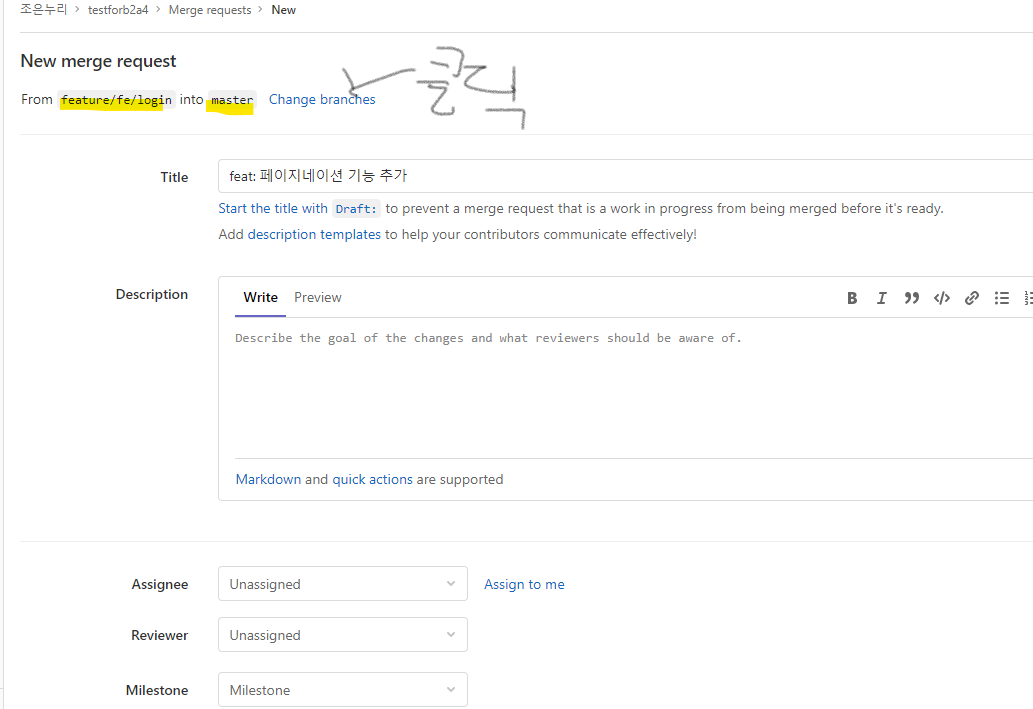 조은누리 > testforb2a4 > Merge requests > New
New merge request
From feature/fe/login into master Change branches
클릭
Title
feat: 페이지네이션 기능 추가
Start the title with Draft: to prevent a merge request that is a work in progress from being merged before it's ready.
Add description templates to help your contributors communicate effectively!
Description
Write Preview
Describe the goal of the changes and what reviewers should be aware of.
Markdown and quick actions are supported
Assignee
Unassigned
Assign to me
Reviewer
Unassigned
Milestone
Milestone